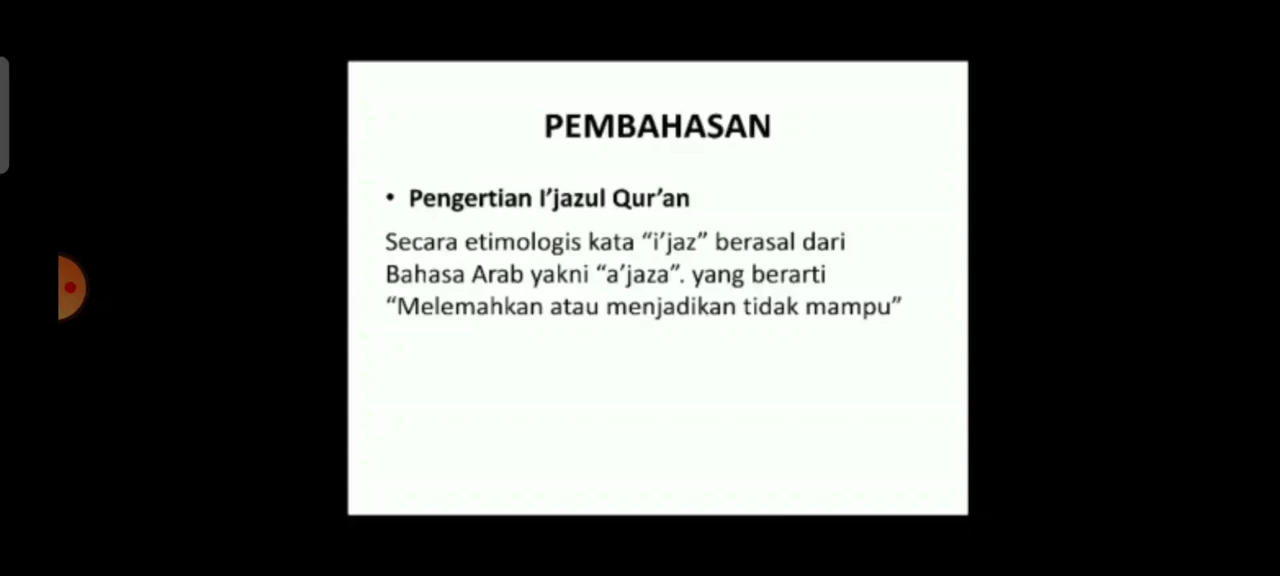 PEMBAHASAN
• Pengertian I’jazul Qur’an
Secara etimologis kata “i’jaz” berasal dari
Bahasa Arab yakni “a’jaza”. yang berarti
“Melemahkan atau menjadikan tidak mampu”